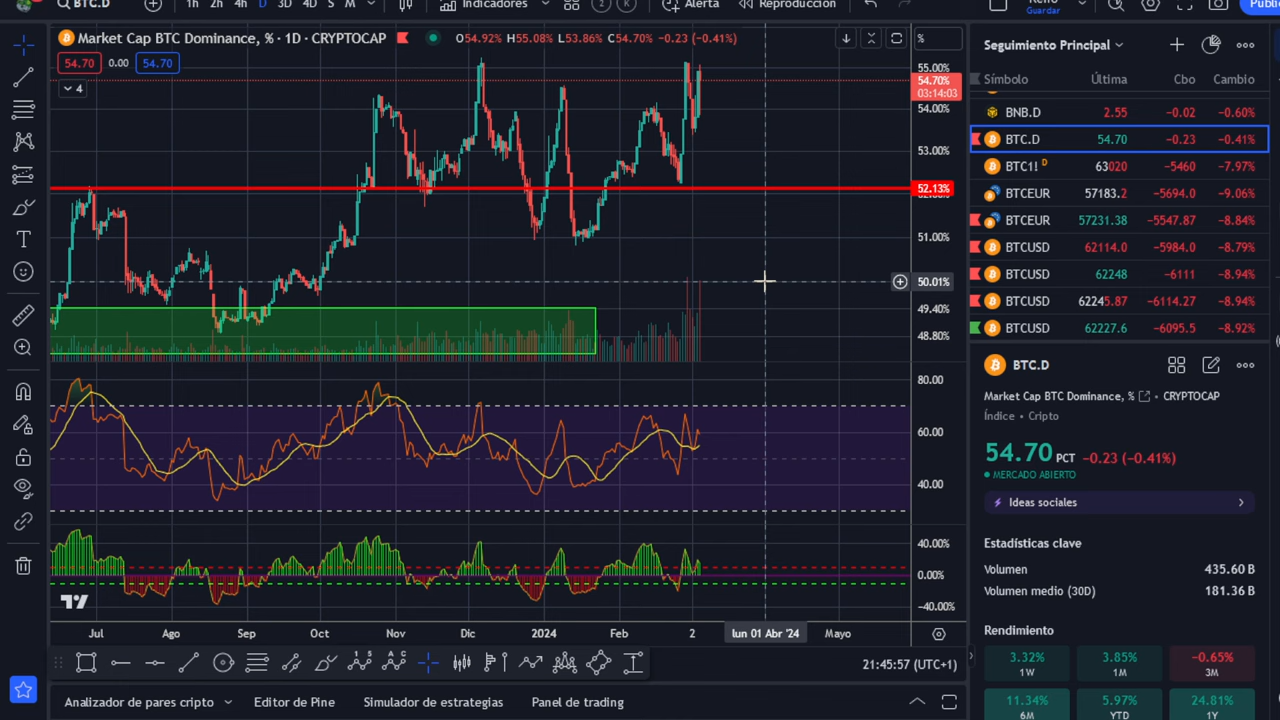 BTC.D 1h 2h 4h D 3D 4D S M Indicadores Alerta Reproducción
Guardar
Market Cap BTC Dominance, % · 1D · CRYPTOCAP O54.92% H55.08% L53.86% C54.70% −0.23 (−0.41%)
54.70 0.00 54.70
4
%
55.00%
54.70%
03:14:03
54.00%
53.00%
52.13%
51.00%
50.01%
49.40%
48.80%
80.00
60.00
40.00
40.00%
0.00%
−40.00%
Jul Ago Sep Oct Nov Dic 2024 Feb 2 lun 01 Abr '24 Mayo
21:45:57 (UTC+1)
Analizador de pares cripto Editor de Pine Simulador de estrategias Panel de trading
Seguimiento Principal
Símbolo Última Cbo Cambio
BNB.D 2.55 −0.02 −0.60%
BTC.D 54.70 −0.23 −0.41%
BTC1! D 63020 −5460 −7.97%
BTCEUR 57183.2 −5694.0 −9.06%
BTCEUR 57231.38 −5547.87 −8.84%
BTCUSD 62114.0 −5984.0 −8.79%
BTCUSD 62248 −6111 −8.94%
BTCUSD 62245.87 −6114.27 −8.94%
BTCUSD 62227.6 −6095.5 −8.92%
BTC.D
Market Cap BTC Dominance, % • CRYPTOCAP
Índice • Cripto
54.70 PCT −0.23 (−0.41%)
MERCADO ABIERTO
Ideas sociales
Estadísticas clave
Volumen 435.60 B
Volumen medio (30D) 181.36 B
Rendimiento
3.32% 3.85% −0.65%
1W 1M 3M
11.34% 5.97% 24.81%
6M YTD 1Y